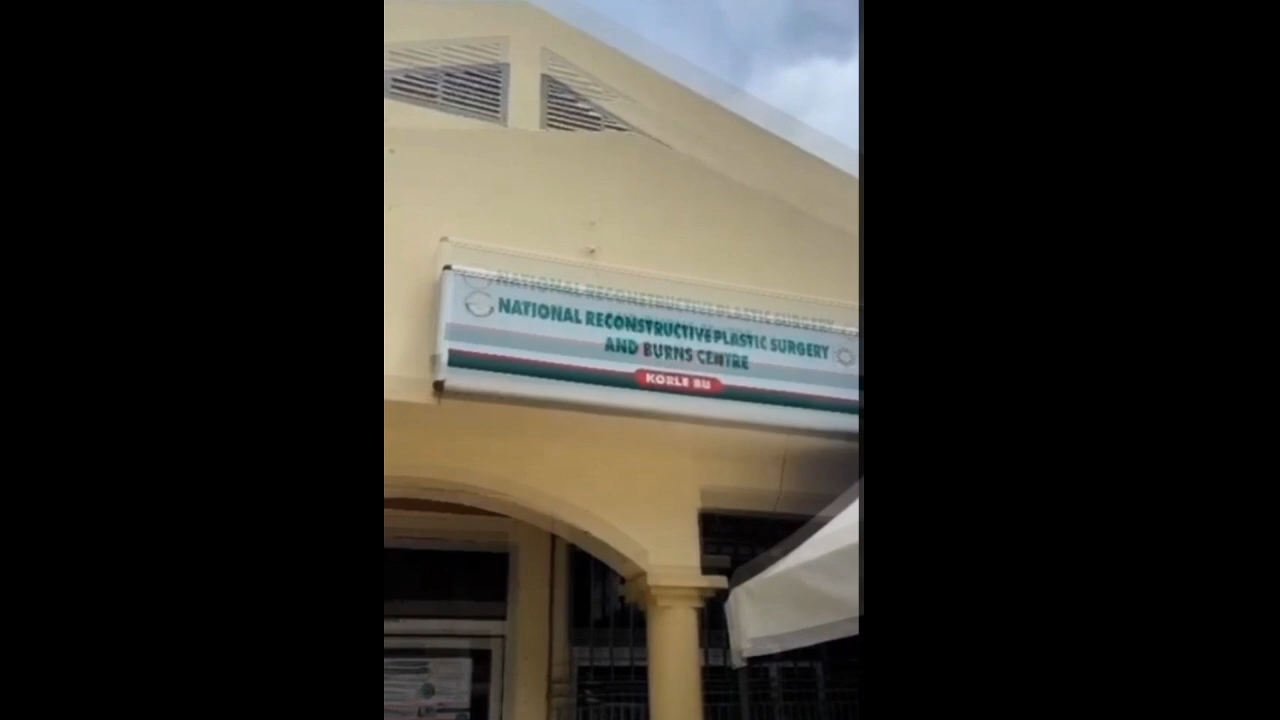 NATIONAL RECONSTRUCTIVE PLASTIC SURGERY
AND BURNS CENTRE
KORLE BU